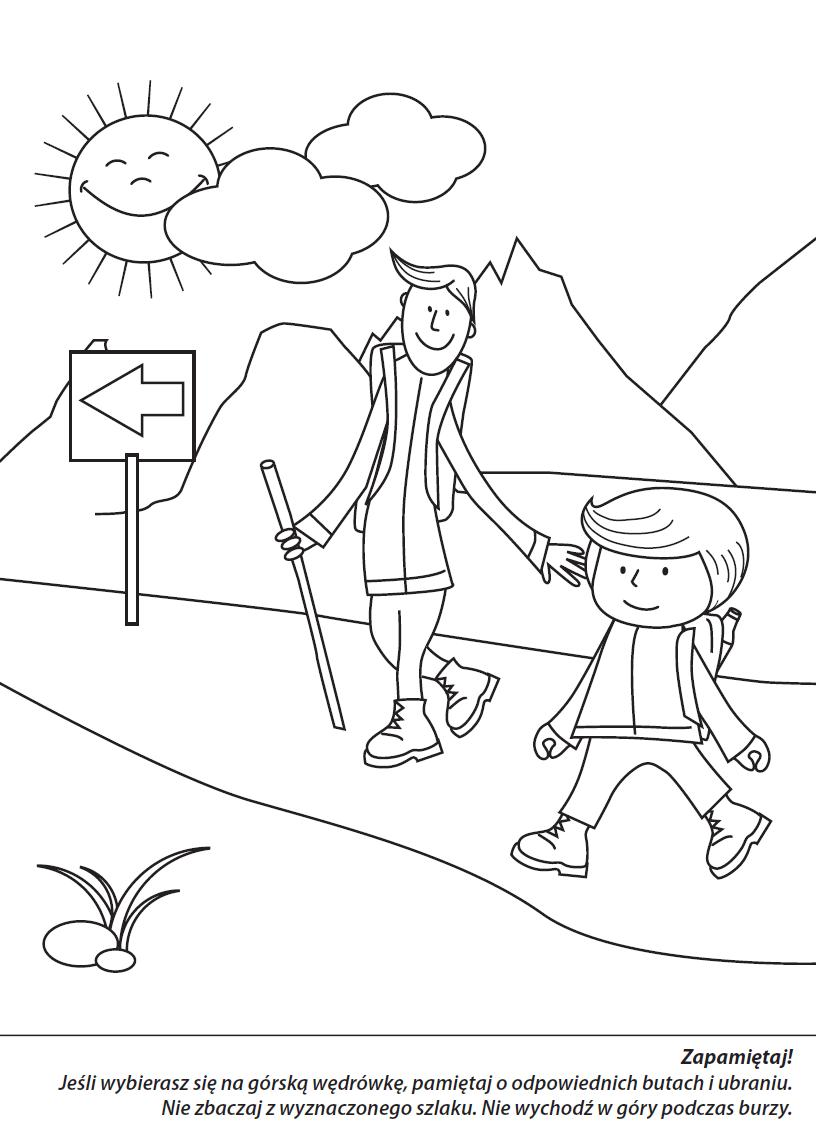 Zapamiętaj!
Jeśli wybierasz się na górską wędrówkę, pamiętaj o odpowiednich butach i ubraniu.
Nie zbaczaj z wyznaczonego szlaku. Nie wychodź w góry podczas burzy.